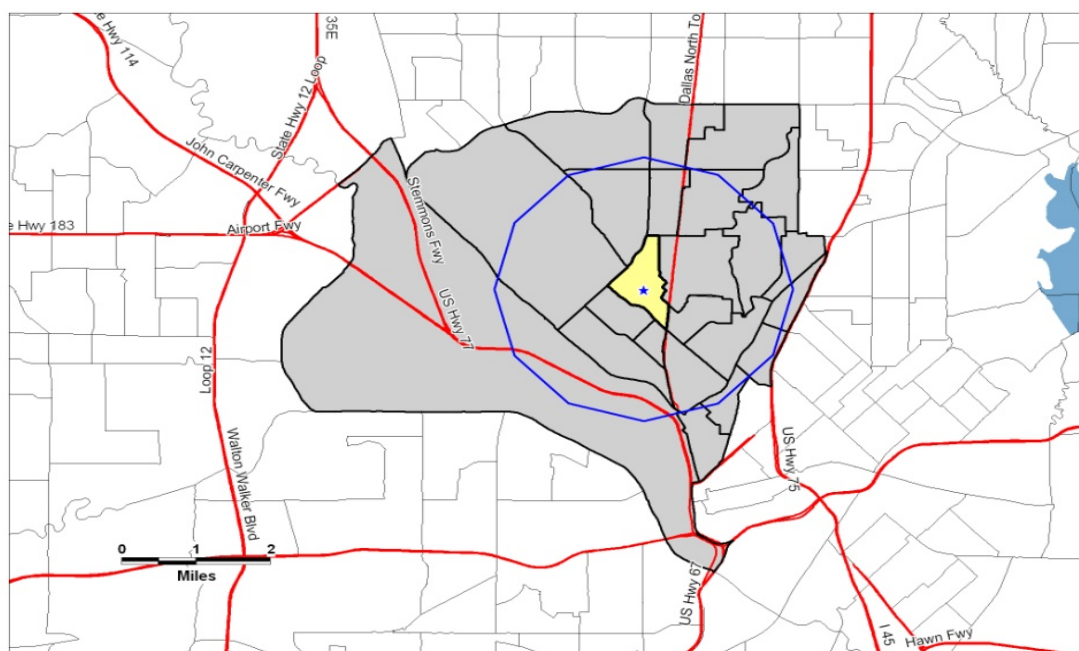 Hwy 114
35E
State Hwy 12 Loop
Dallas North To
John Carpenter Fwy
Stemmons Fwy
e Hwy 183
Airport Fwy
US Hwy 77
Loop 12
Walton Walker Blvd
US Hwy 75
0 1 2
Miles
US Hwy 67
I 45
Hawn Fwy